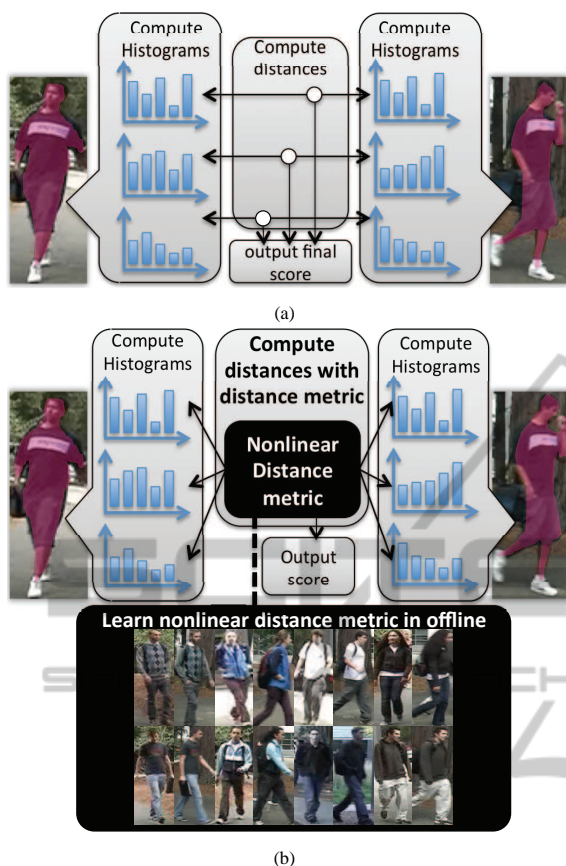 Compute
Histograms
Compute
distances
Compute
Histograms
output final
score
(a)
Compute
Histograms
Compute
distances with
distance metric
Compute
Histograms
Nonlinear
Distance
metric
Output
score
Learn nonlinear distance metric in offline
(b)